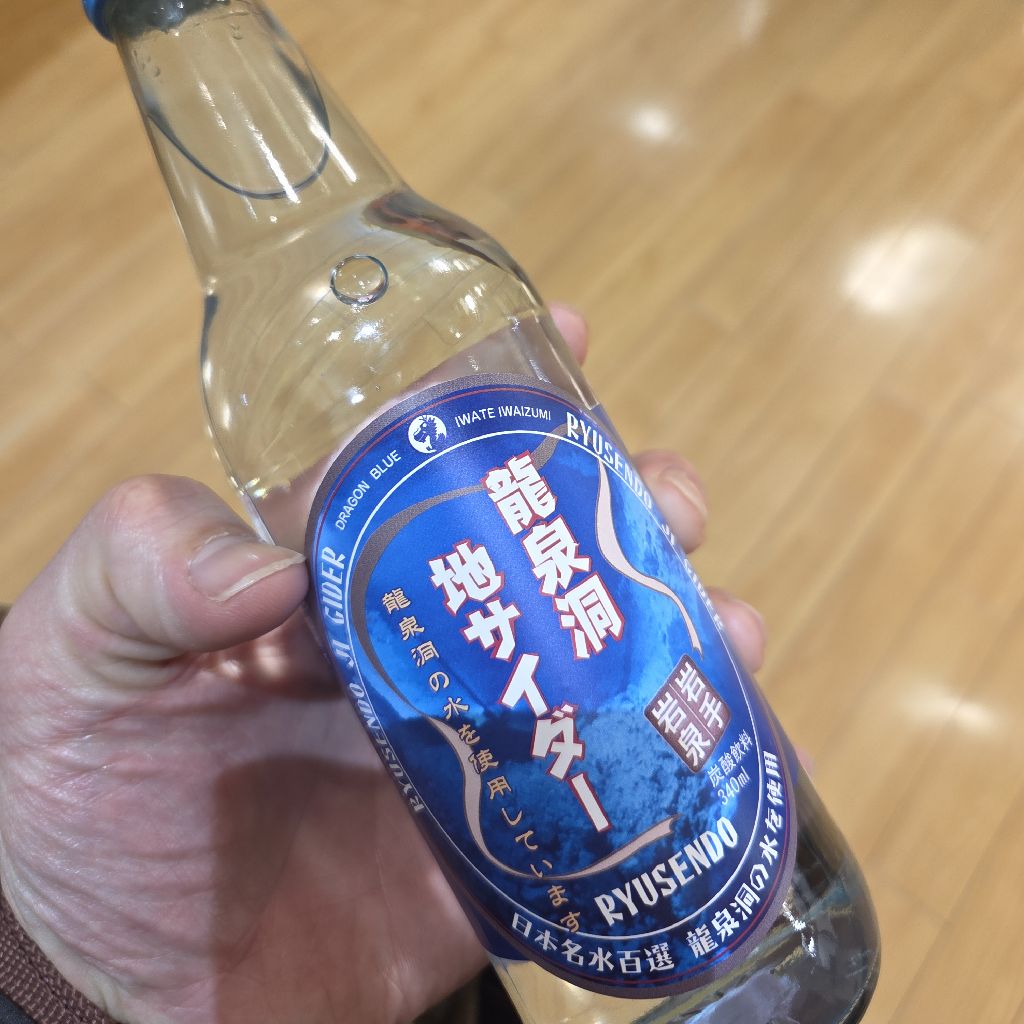 DRAGON BLUE
IWATE IWAIZUMI
RYUSENDO
RYUSENDO JI CIDER
龍泉洞
地サイダー
龍泉洞の水を使用しています
岩手
岩泉
炭酸飲料
340ml
RYUSENDO
日本名水百選 龍泉洞の水を使用